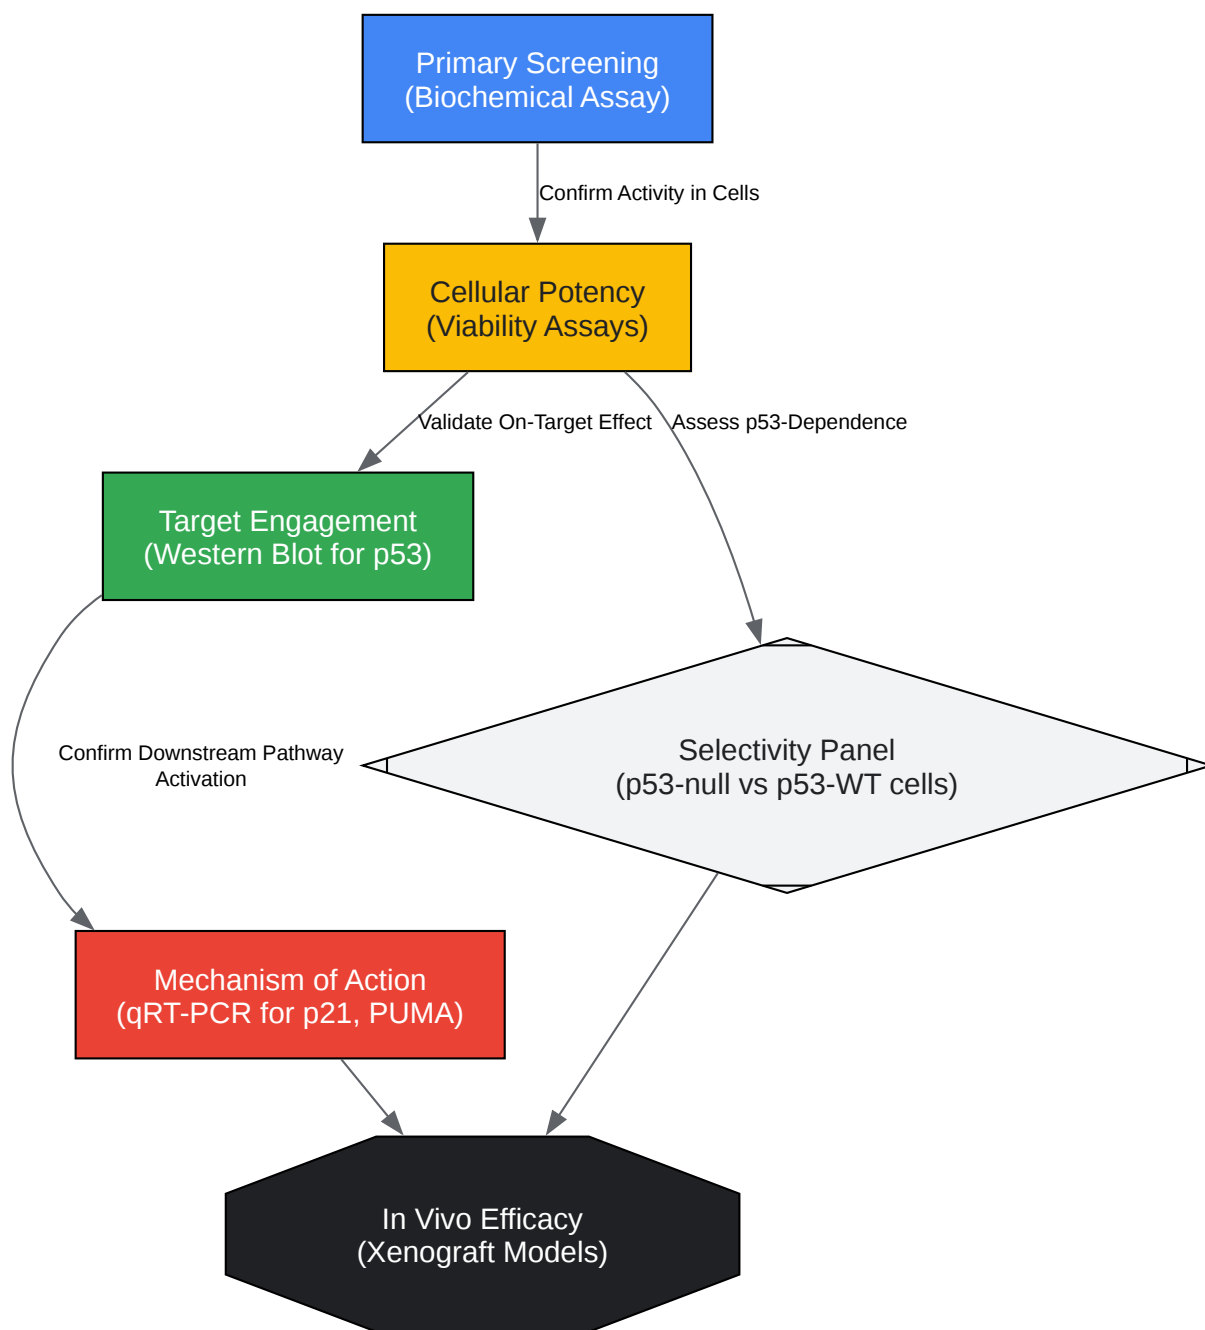 Primary Screening
(Biochemical Assay)
Confirm Activity in Cells
Cellular Potency
(Viability Assays)
Validate On-Target Effect
Assess p53-Dependence
Target Engagement
(Western Blot for p53)
Confirm Downstream Pathway
Activation
Selectivity Panel
(p53-null vs p53-WT cells)
Mechanism of Action
(qRT-PCR for p21, PUMA)
In Vivo Efficacy
(Xenograft Models)